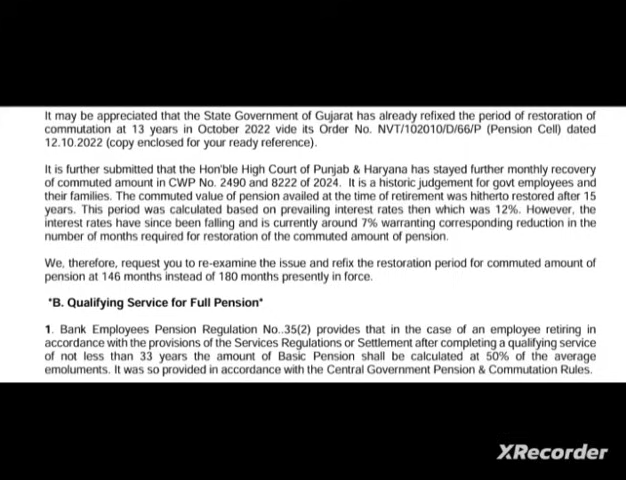 It may be appreciated that the State Government of Gujarat has already refixed the period of restoration of
commutation at 13 years in October 2022 vide its Order No. NVT/102010/D/66/P (Pension Cell) dated
12.10.2022 (copy enclosed for your ready reference).
It is further submitted that the Hon'ble High Court of Punjab & Haryana has stayed further monthly recovery
of commuted amount in CWP No. 2490 and 8222 of 2024. It is a historic judgement for govt employees and
their families. The commuted value of pension availed at the time of retirement was hitherto restored after 15
years. This period was calculated based on prevailing interest rates then which was 12%. However, the
interest rates have since been falling and is currently around 7% warranting corresponding reduction in the
number of months required for restoration of the commuted amount of pension.
We, therefore, request you to re-examine the issue and refix the restoration period for commuted amount of
pension at 146 months instead of 180 months presently in force.
*B. Qualifying Service for Full Pension*
1. Bank Employees Pension Regulation No..35(2) provides that in the case of an employee retiring in
accordance with the provisions of the Services Regulations or Settlement after completing a qualifying service
of not less than 33 years the amount of Basic Pension shall be calculated at 50% of the average
emoluments. It was so provided in accordance with the Central Government Pension & Commutation Rules.
XRecorder